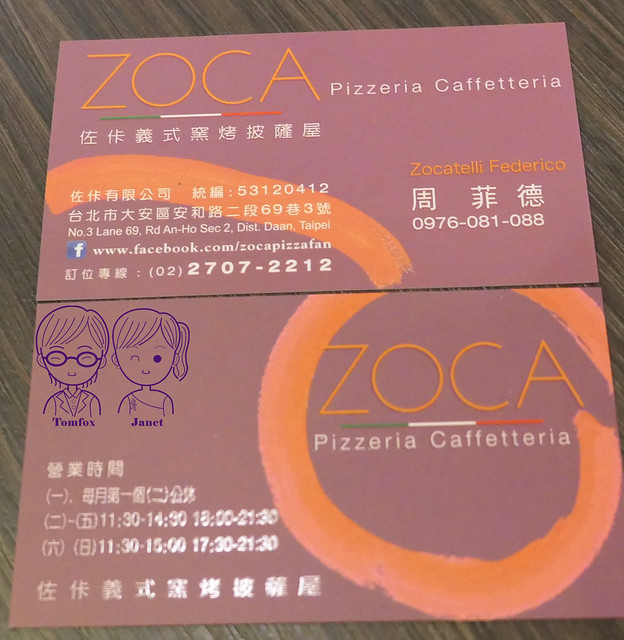 ZOCA Pizzeria Caffetteria
佐佧義式窯烤披薩屋
Zocatelli Federico
周菲德
0976-081-088
佐佧有限公司 統編:53120412
台北市大安區安和路二段69巷3號
No.3 Lane 69, Rd An-Ho Sec 2, Dist. Daan, Taipei
f www.facebook.com/zocapizzafan
訂位專線:(02)2707-2212
Tomfox Janet
ZOCA
Pizzeria Caffetteria
營業時間
(一)．每月第一個(二)公休
(二)-(五)11:30-14:30 18:00-21:30
(六) (日)11:30-15:00 17:30-21:30
佐佧義式窯烤披薩屋